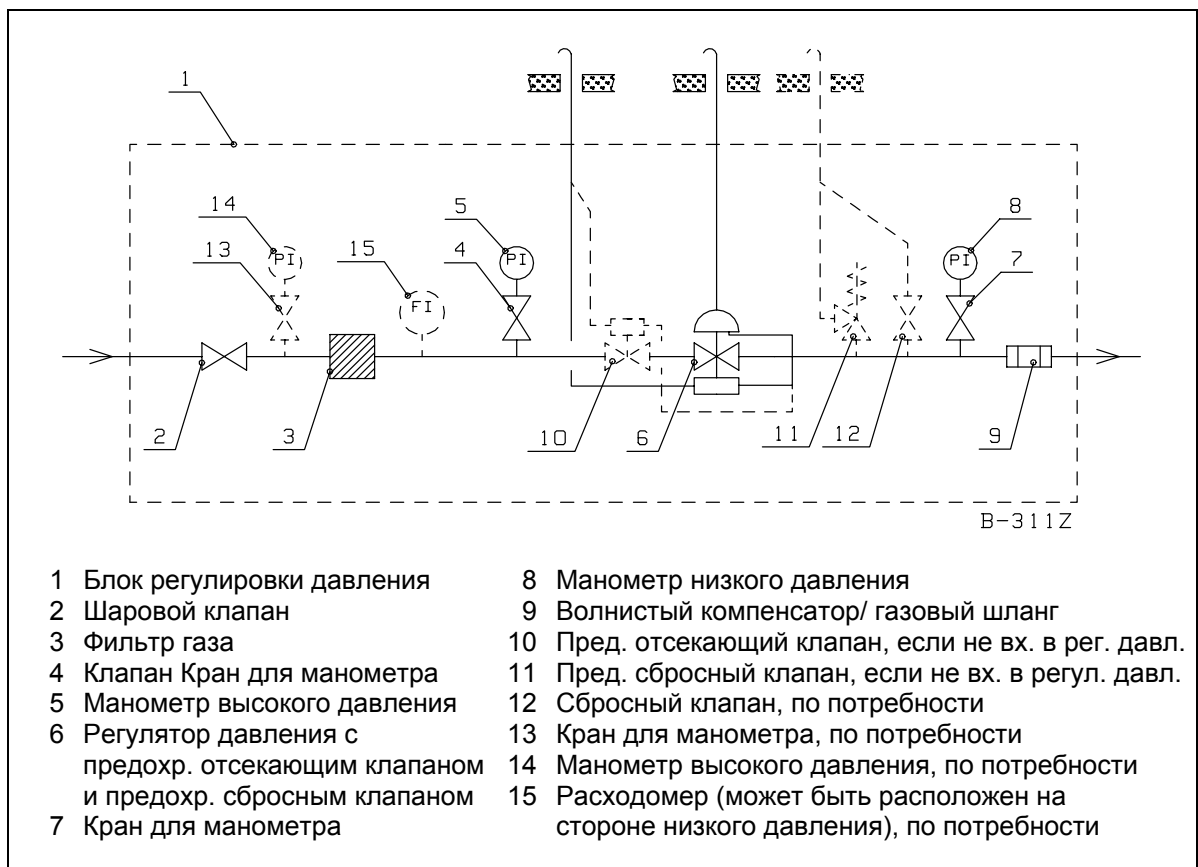 1
14
5
8
13
15
4
7
PI
PI
PI
FI
2
3
10
6
11
12
9
B-311Z
1 Блок регулировки давления
2 Шаровой клапан
3 Фильтр газа
4 Клапан Кран для манометра
5 Манометр высокого давления
6 Регулятор давления с
предохр. отсекающим клапаном
и предохр. сбросным клапаном
7 Кран для манометра
8 Манометр низкого давления
9 Волнистый компенсатор/ газовый шланг
10 Пред. отсекающий клапан, если не вх. в рег. давл.
11 Пред. сбросный клапан, если не вх. в регул. давл.
12 Сбросный клапан, по потребности
13 Кран для манометра, по потребности
14 Манометр высокого давления, по потребности
15 Расходомер (может быть расположен на
стороне низкого давления), по потребности